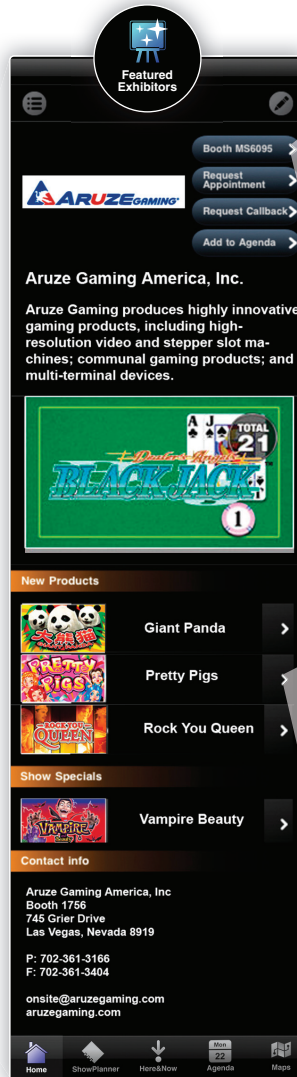 Featured
Exhibitors
Booth MS6095
Request
Appointment
Request Callback
Add to Agenda
ARUZE GAMING
Aruze Gaming America, Inc.
Aruze Gaming produces highly innovative
gaming products, including high-
resolution video and stepper slot ma-
chines; communal gaming products; and
multi-terminal devices.
A J
TOTAL
21
Dealer's Angels
BLACK JACK
1
New Products
大熊猫
Giant Panda
PRETTY
PIGS
Pretty Pigs
ROCK YOU
QUEEN
Rock You Queen
Show Specials
VAMPIRE
Vampire Beauty
Contact info
Aruze Gaming America, Inc
Booth 1756
745 Grier Drive
Las Vegas, Nevada 8919
P: 702-361-3166
F: 702-361-3404
onsite@aruzegaming.com
aruzegaming.com
Mon
22
Home ShowPlanner Here&Now Agenda Maps